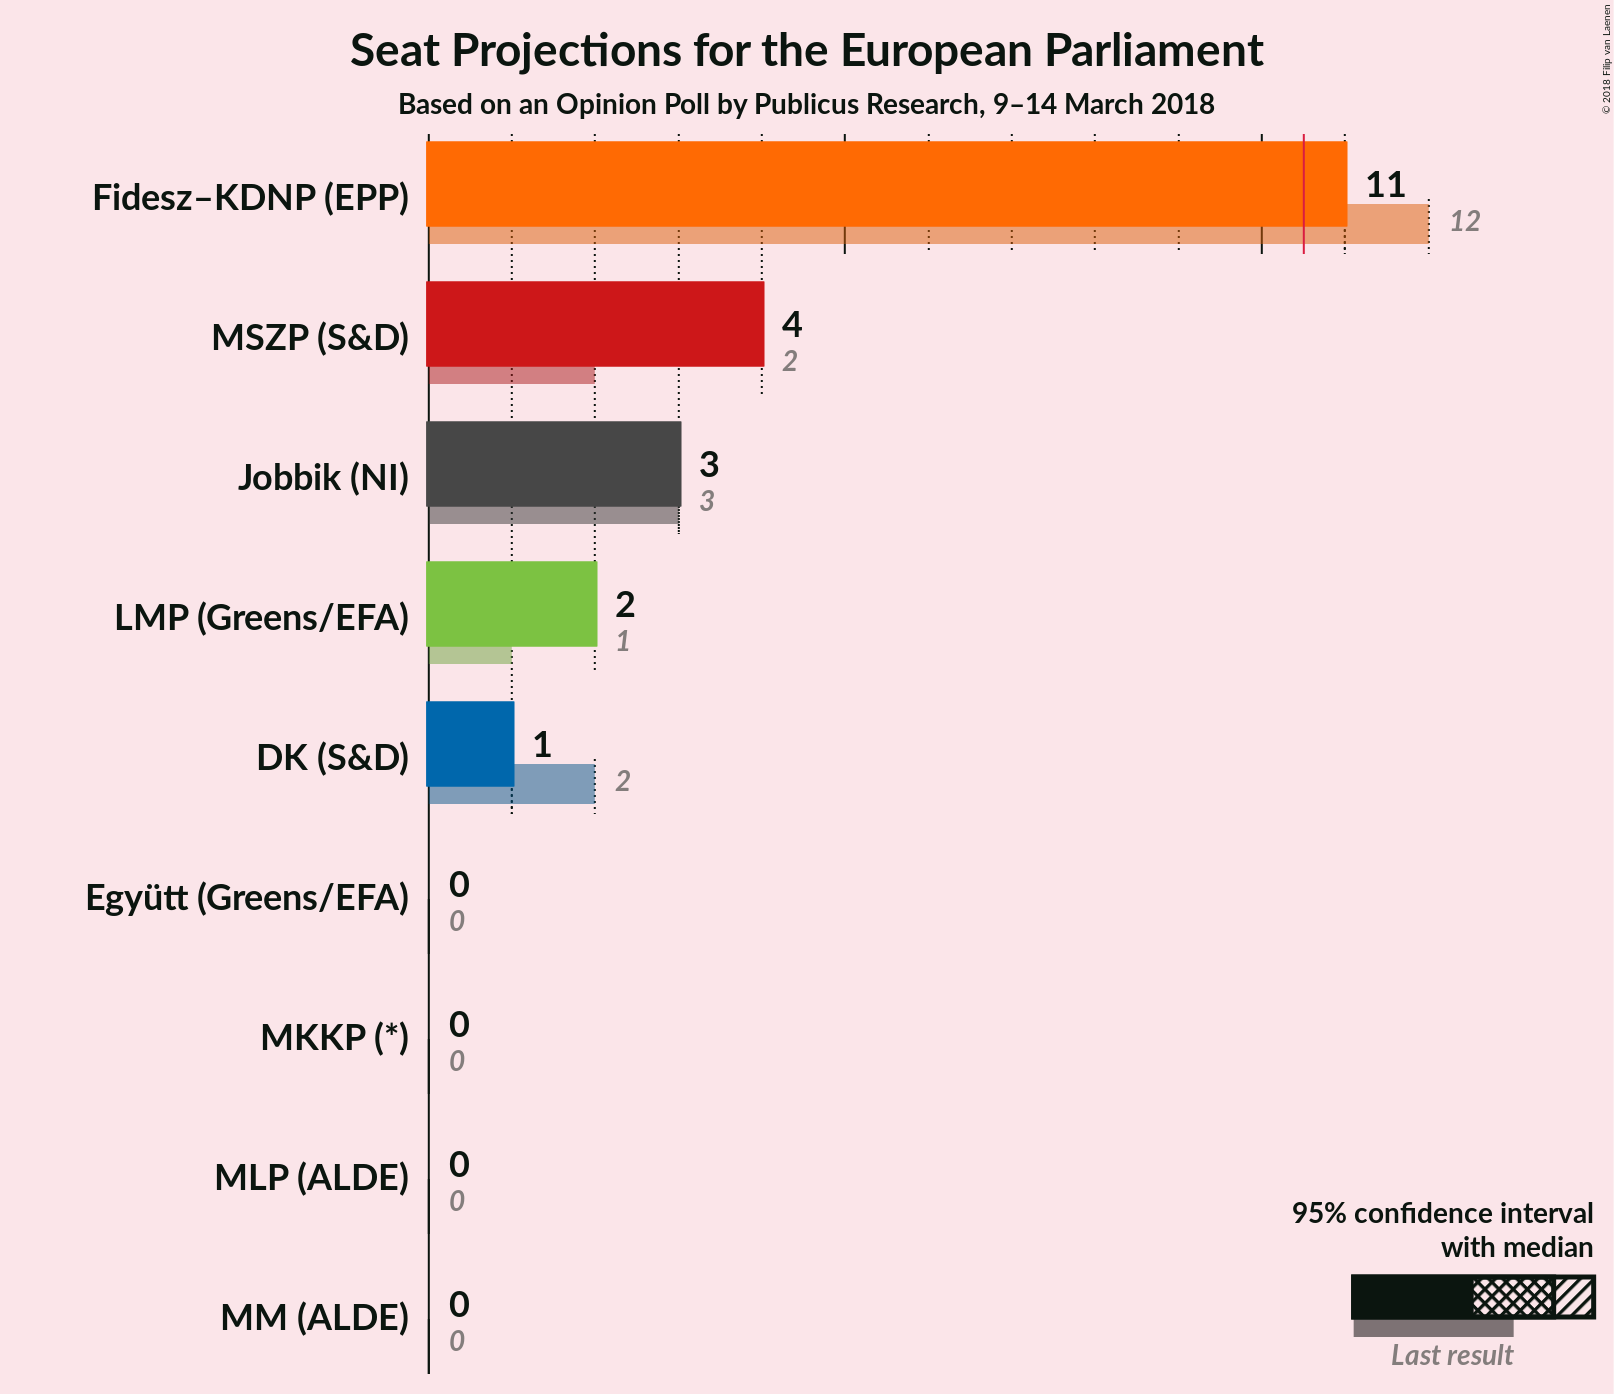 Seat Projections for the European Parliament
Based on an Opinion Poll by Publicus Research, 9–14 March 2018
© 2018 Filip van Laenen
Fidesz–KDNP (EPP)
11
12
MSZP (S&D)
4
2
Jobbik (NI)
3
3
LMP (Greens/EFA)
2
1
DK (S&D)
1
2
Együtt (Greens/EFA)
0
0
MKKP (*)
0
0
MLP (ALDE)
0
0
MM (ALDE)
0
0
95% confidence interval
with median
Last result